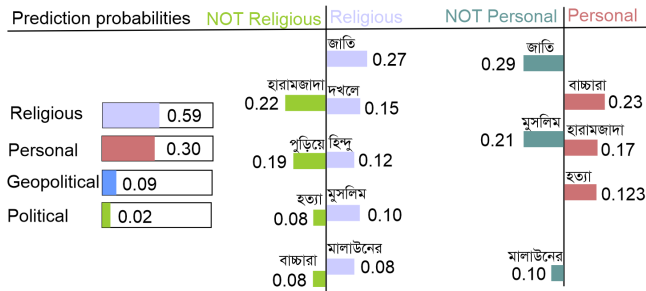 Prediction probabilities
Religious 0.59
Personal 0.30
Geopolitical 0.09
Political 0.02
NOT Religious Religious
জাতি
0.27
হারামজাদা
0.22
দখলে
0.15
পুড়িয়ে
0.19
হিন্দু
0.12
হত্যা
0.08
মুসলিম
0.10
বাচ্চারা
0.08
মালাউনের
0.08
NOT Personal Personal
জাতি
0.29
বাচ্চারা
0.23
মুসলিম
0.21
হারামজাদা
0.17
হত্যা
0.123
মালাউনের
0.10